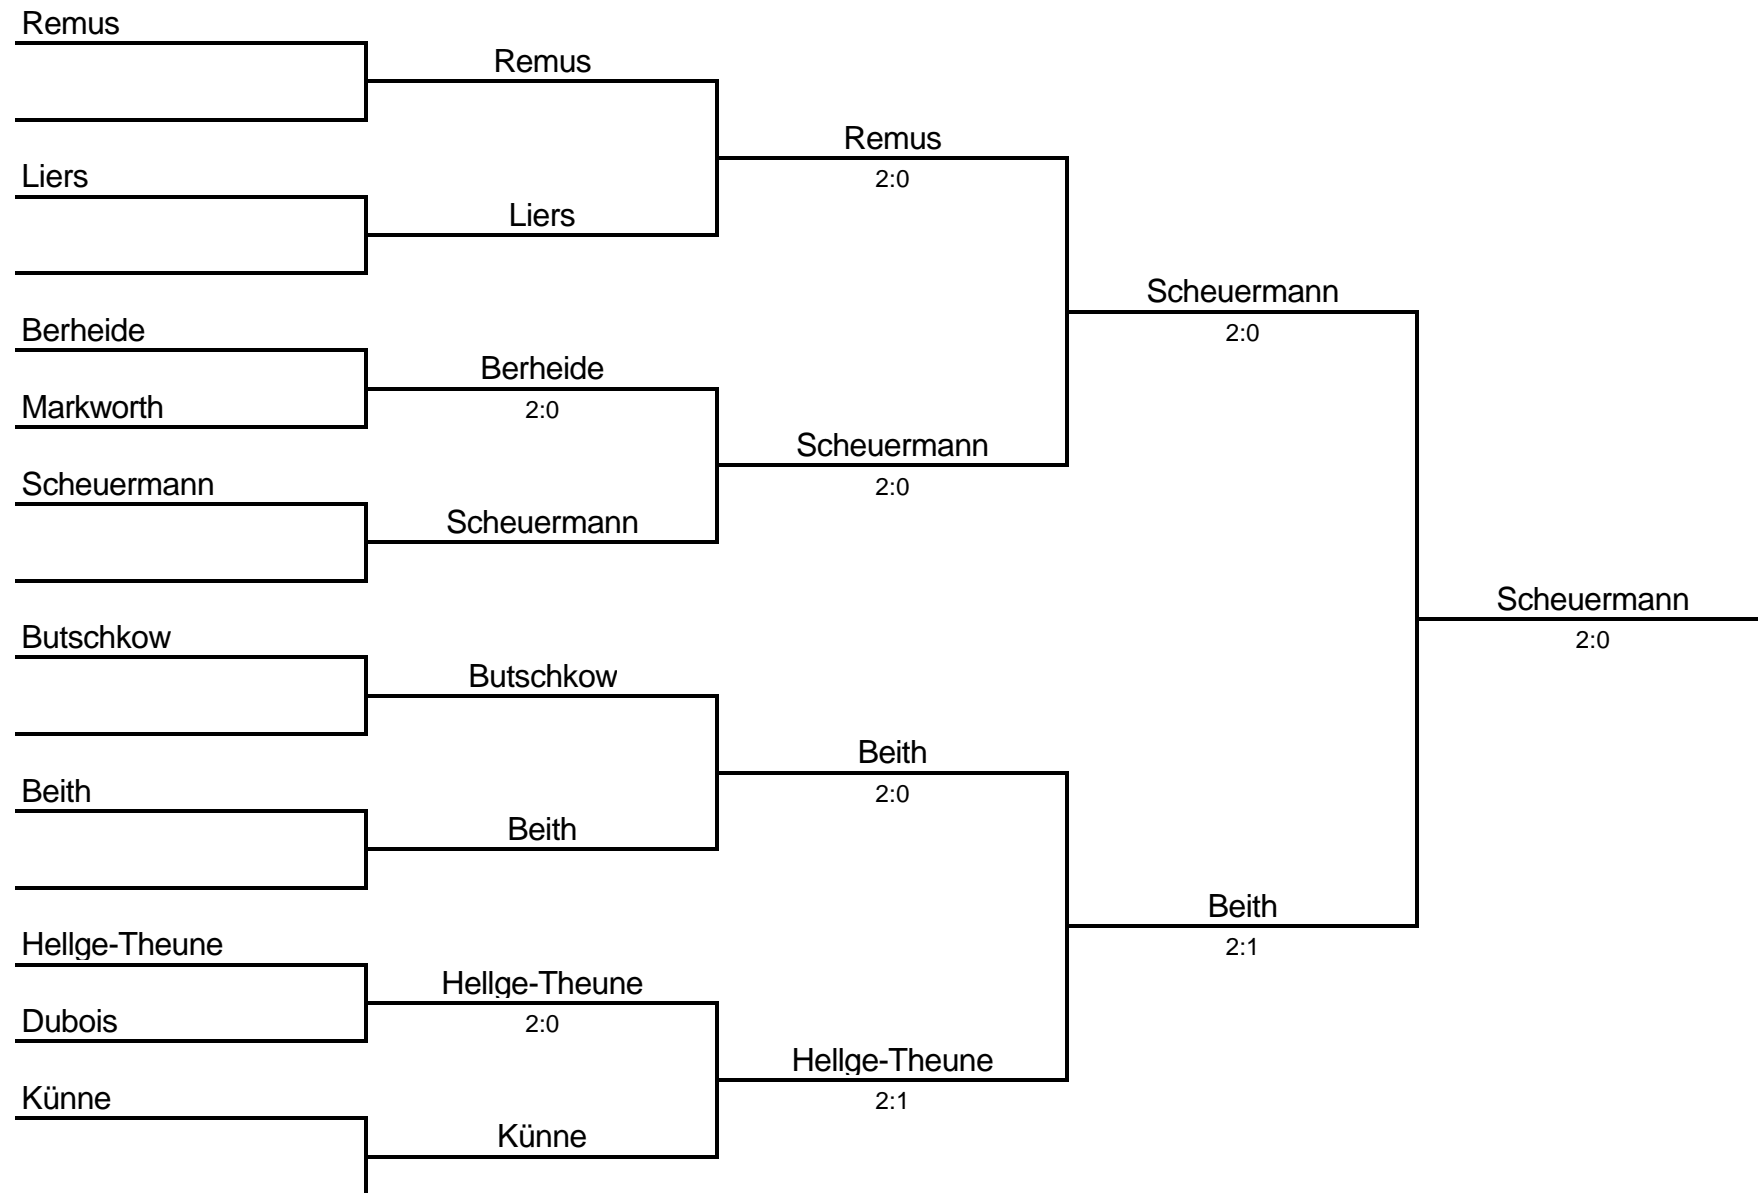 Remus
Remus
Remus
2:0
Liers
Liers
Scheuermann
2:0
Berheide
Berheide
2:0
Markworth
Scheuermann
2:0
Scheuermann
Scheuermann
Scheuermann
2:0
Butschkow
Butschkow
Beith
2:0
Beith
Beith
Beith
2:1
Hellge-Theune
Hellge-Theune
2:0
Dubois
Hellge-Theune
2:1
Künne
Künne